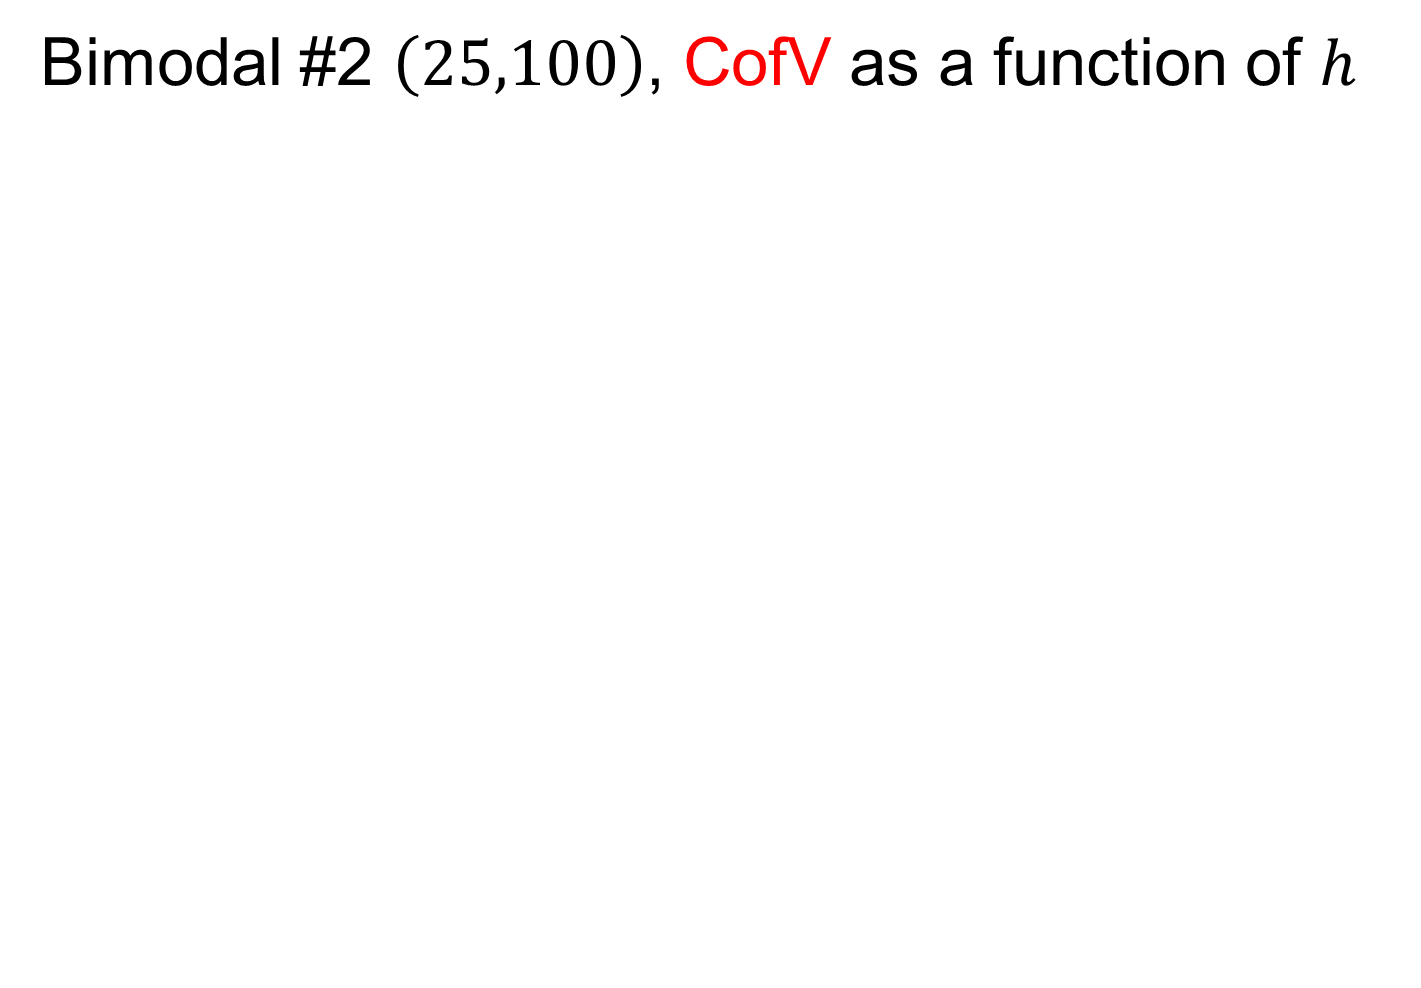 Bimodal #2 (25,100), CofV as a function of h